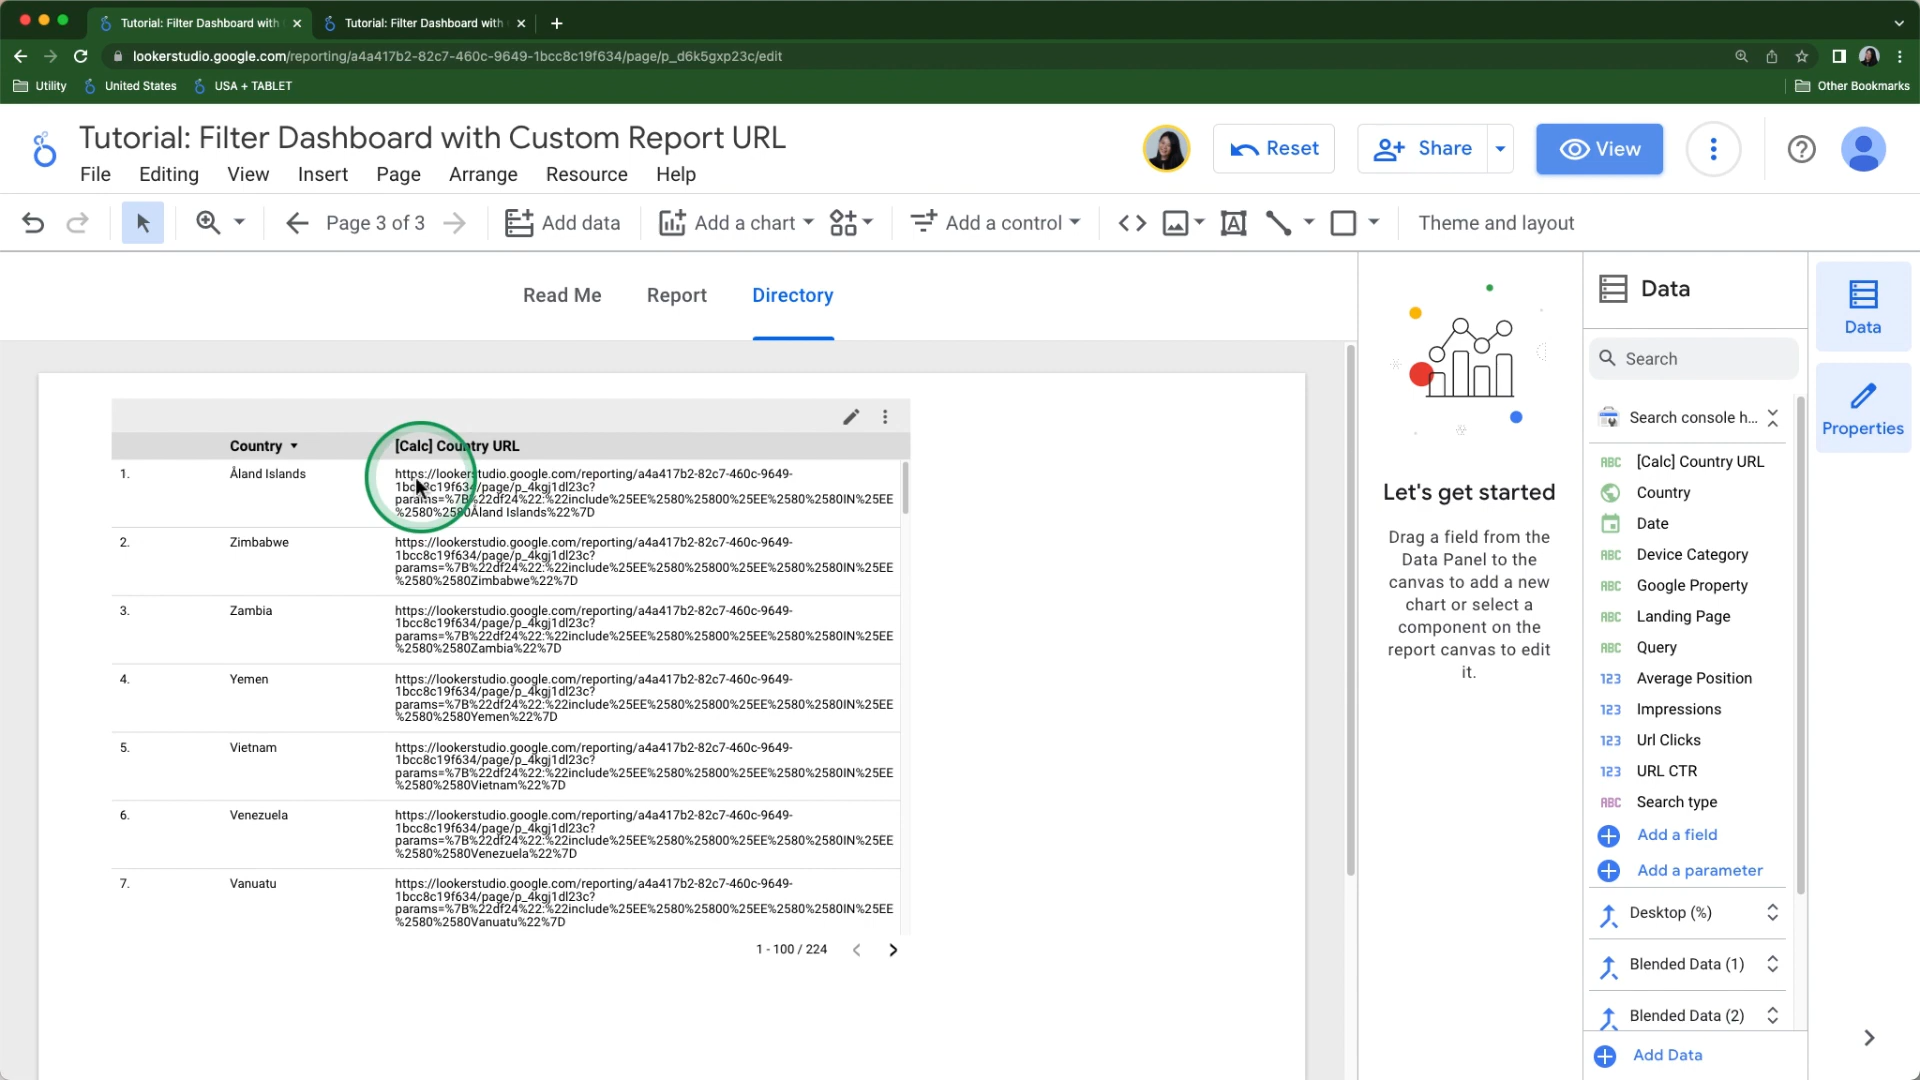 Tutorial: Filter Dashboard with
Tutorial: Filter Dashboard with
lookerstudio.google.com/reporting/a4a417b2-82c7-460c-9649-1bcc8c19f634/page/p_d6k5gxp23c/edit
Utility
United States
USA + TABLET
Other Bookmarks
Tutorial: Filter Dashboard with Custom Report URL
Reset
Share
View
File
Editing
View
Insert
Page
Arrange
Resource
Help
Page 3 of 3
Add data
Add a chart
Add a control
Theme and layout
Read Me
Report
Directory
Country
[Calc] Country URL
1.
Åland Islands
https://lookerstudio.google.com/reporting/a4a417b2-82c7-460c-9649-
1bcc8c19f634/page/p_4kgj1dl23c?
params=%7B%22df24%22:%22include%25EE%2580%25800%25EE%2580%2580IN%25EE
%2580%2580Åland Islands%22%7D
2.
Zimbabwe
https://lookerstudio.google.com/reporting/a4a417b2-82c7-460c-9649-
1bcc8c19f634/page/p_4kgj1dl23c?
params=%7B%22df24%22:%22include%25EE%2580%25800%25EE%2580%2580IN%25EE
%2580%2580Zimbabwe%22%7D
3.
Zambia
https://lookerstudio.google.com/reporting/a4a417b2-82c7-460c-9649-
1bcc8c19f634/page/p_4kgj1dl23c?
params=%7B%22df24%22:%22include%25EE%2580%25800%25EE%2580%2580IN%25EE
%2580%2580Zambia%22%7D
4.
Yemen
https://lookerstudio.google.com/reporting/a4a417b2-82c7-460c-9649-
1bcc8c19f634/page/p_4kgj1dl23c?
params=%7B%22df24%22:%22include%25EE%2580%25800%25EE%2580%2580IN%25EE
%2580%2580Yemen%22%7D
5.
Vietnam
https://lookerstudio.google.com/reporting/a4a417b2-82c7-460c-9649-
1bcc8c19f634/page/p_4kgj1dl23c?
params=%7B%22df24%22:%22include%25EE%2580%25800%25EE%2580%2580IN%25EE
%2580%2580Vietnam%22%7D
6.
Venezuela
https://lookerstudio.google.com/reporting/a4a417b2-82c7-460c-9649-
1bcc8c19f634/page/p_4kgj1dl23c?
params=%7B%22df24%22:%22include%25EE%2580%25800%25EE%2580%2580IN%25EE
%2580%2580Venezuela%22%7D
7.
Vanuatu
https://lookerstudio.google.com/reporting/a4a417b2-82c7-460c-9649-
1bcc8c19f634/page/p_4kgj1dl23c?
params=%7B%22df24%22:%22include%25EE%2580%25800%25EE%2580%2580IN%25EE
%2580%2580Vanuatu%22%7D
1 - 100 / 224
Let's get started
Drag a field from the
Data Panel to the
canvas to add a new
chart or select a
component on the
report canvas to edit
it.
Data
Search
Search console h...
ABC [Calc] Country URL
Country
Date
ABC Device Category
ABC Google Property
ABC Landing Page
ABC Query
123 Average Position
123 Impressions
123 Url Clicks
123 URL CTR
ABC Search type
Add a field
Add a parameter
Desktop (%)
Blended Data (1)
Blended Data (2)
Add Data
Data
Properties